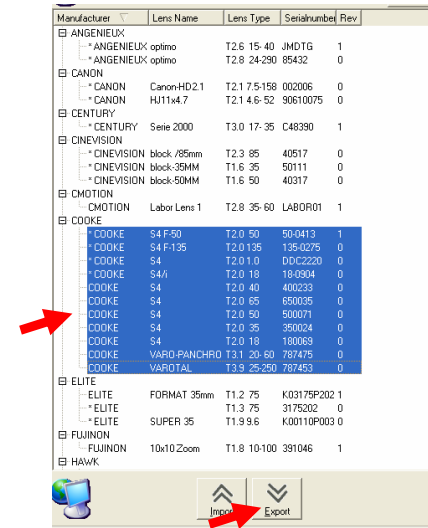 Manufacturer Lens Name Lens Type Serialnumber Rev
ANGENIEUX
* ANGENIEUX optimo T2.6 15- 40 JMDTG 1
* ANGENIEUX optimo T2.8 24-290 85432 0
CANON
* CANON Canon-HD2.1 T2.1 7.5-158 002006 0
* CANON HJ11x4.7 T2.1 4.6- 52 90610075 0
CENTURY
* CENTURY Serie 2000 T3.0 17- 35 C48390 1
CINEVISION
* CINEVISION block /85mm T2.3 85 40517 0
* CINEVISION block-35MM T1.6 35 50111 0
* CINEVISION block-50MM T1.6 50 40317 0
CMOTION
CMOTION Labor Lens 1 T2.8 35- 60 LABOR01 1
COOKE
* COOKE S4 F-50 T2.0 50 50-0413 1
* COOKE S4 F-135 T2.0 135 135-0275 0
* COOKE S4 T2.0 1.0 DDC2220 0
* COOKE S4/i T2.0 18 18-0904 0
COOKE S4 T2.0 40 400233 0
COOKE S4 T2.0 65 650035 0
COOKE S4 T2.0 50 500071 0
COOKE S4 T2.0 35 350024 0
COOKE S4 T2.0 18 180069 0
COOKE VARO-PANCHRO T3.1 20- 60 787475 0
COOKE VAROTAL T3.9 25-250 787453 0
ELITE
ELITE FORMAT 35mm T1.2 75 K03175P202 1
* ELITE T1.3 75 3175202 0
* ELITE SUPER 35 T1.9 9.6 K00110P003 0
FUJINON
FUJINON 10x10 Zoom T1.8 10-100 391046 1
HAWK
Import Export